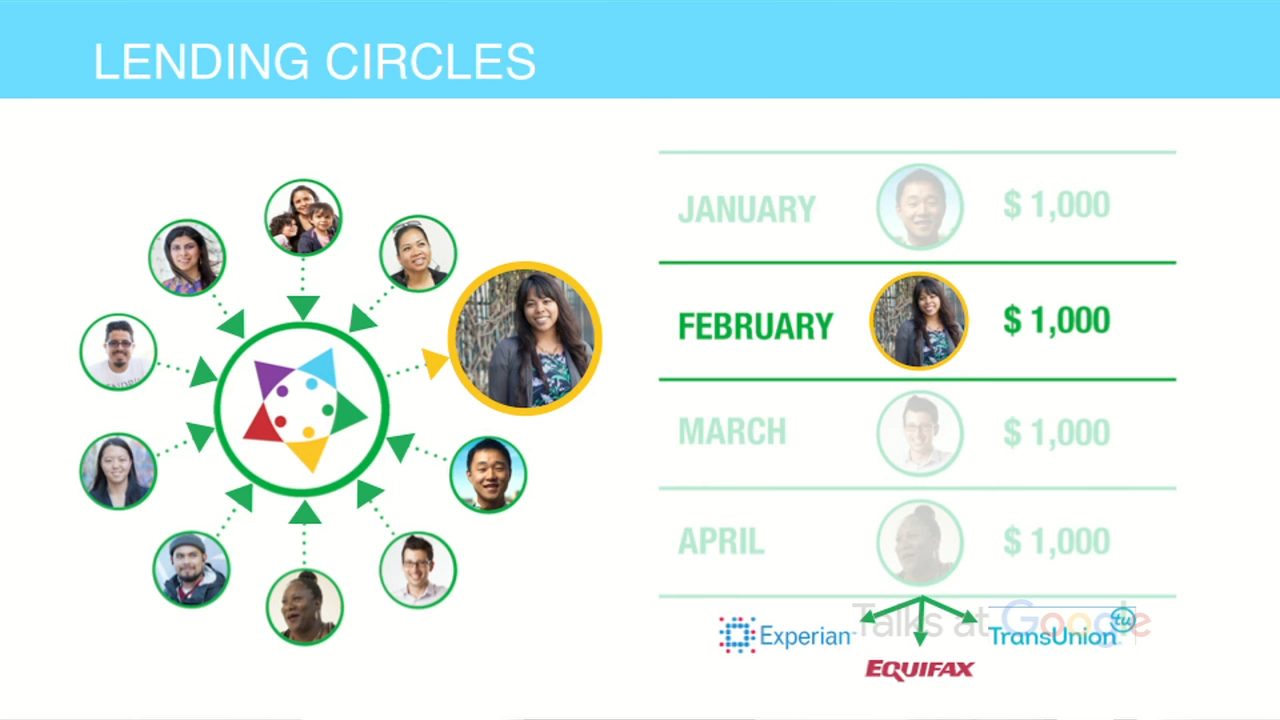 LENDING CIRCLES
JANUARY $ 1,000
FEBRUARY $ 1,000
MARCH $ 1,000
APRIL $ 1,000
Talks at Google
Experian
TransUnion tu
EQUIFAX